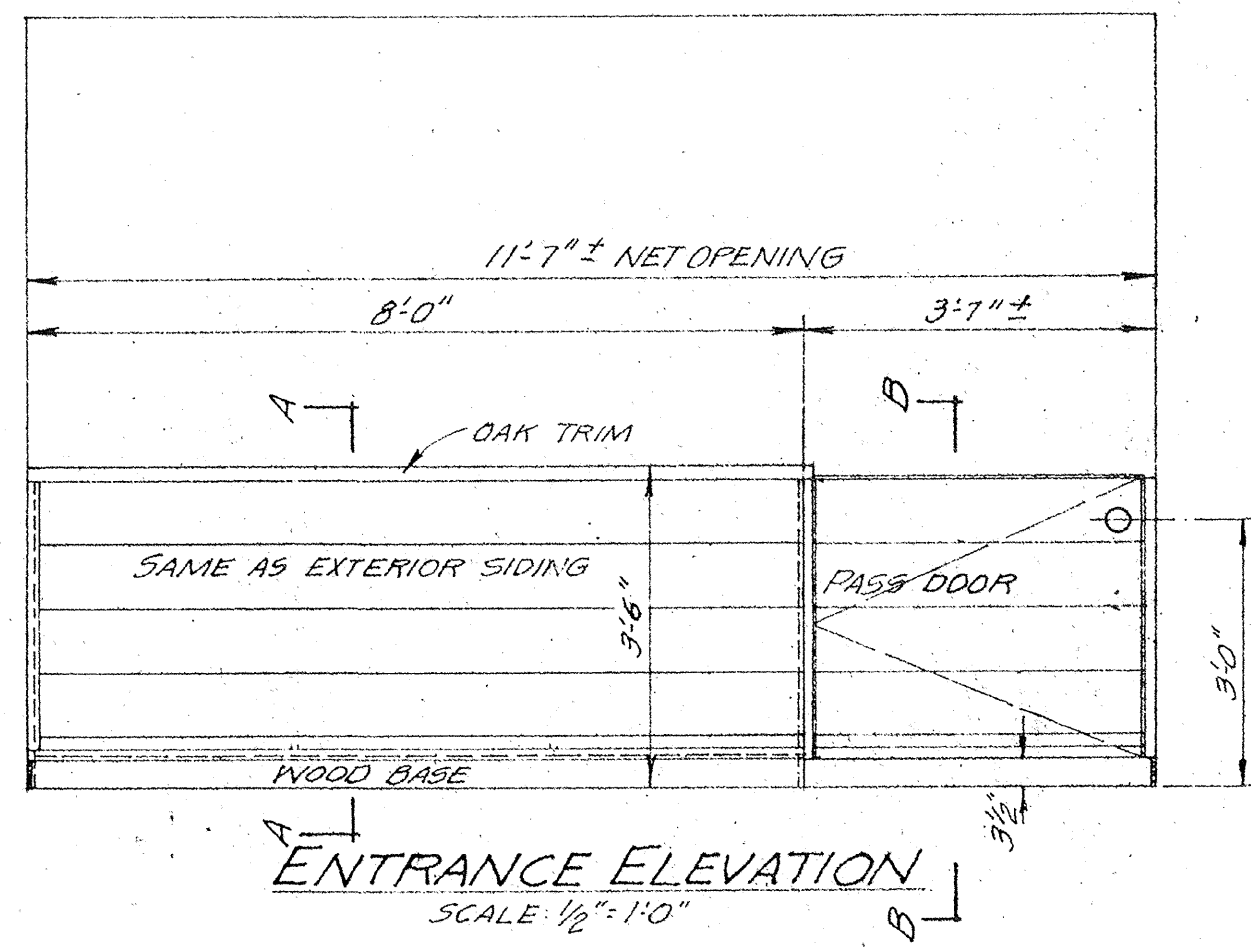 11'-7" ± NET OPENING
8'-0"
3'-7" ±
A
B
OAK TRIM
SAME AS EXTERIOR SIDING
PASS DOOR
3'-6"
3'-0"
WOOD BASE
3½"
A
ENTRANCE ELEVATION
SCALE: ½" = 1'-0"
B